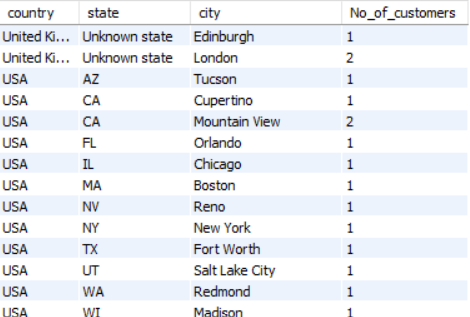 country state city No_of_customers
United Ki... Unknown state Edinburgh 1
United Ki... Unknown state London 2
USA AZ Tucson 1
USA CA Cupertino 1
USA CA Mountain View 2
USA FL Orlando 1
USA IL Chicago 1
USA MA Boston 1
USA NV Reno 1
USA NY New York 1
USA TX Fort Worth 1
USA UT Salt Lake City 1
USA WA Redmond 1
USA WI Madison 1